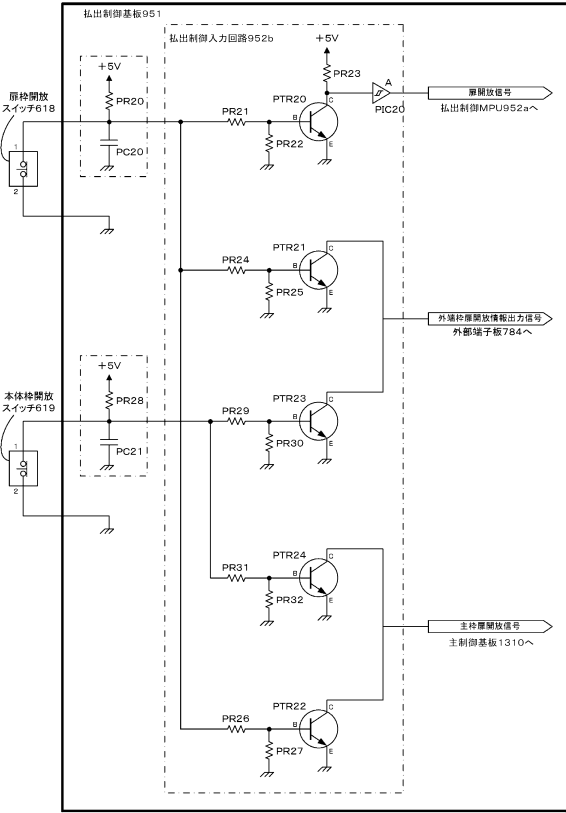 払出制御基板951
払出制御入力回路952b
+5V
+5V
PR23
A
扉開放信号
扉枠開放
スイッチ618
PR20
PR21
PTR20
C
B
E
PIC20
払出制御MPU952aへ
1
PC20
PR22
2
PTR21
C
PR24
B
E
PR25
外端枠扉開放情報出力信号
外部端子板784へ
+5V
本体枠開放
スイッチ619
PR28
PTR23
C
PR29
B
E
1
PC21
PR30
2
PTR24
C
PR31
B
E
PR32
主枠扉開放信号
主制御基板1310へ
PTR22
C
PR26
B
E
PR27